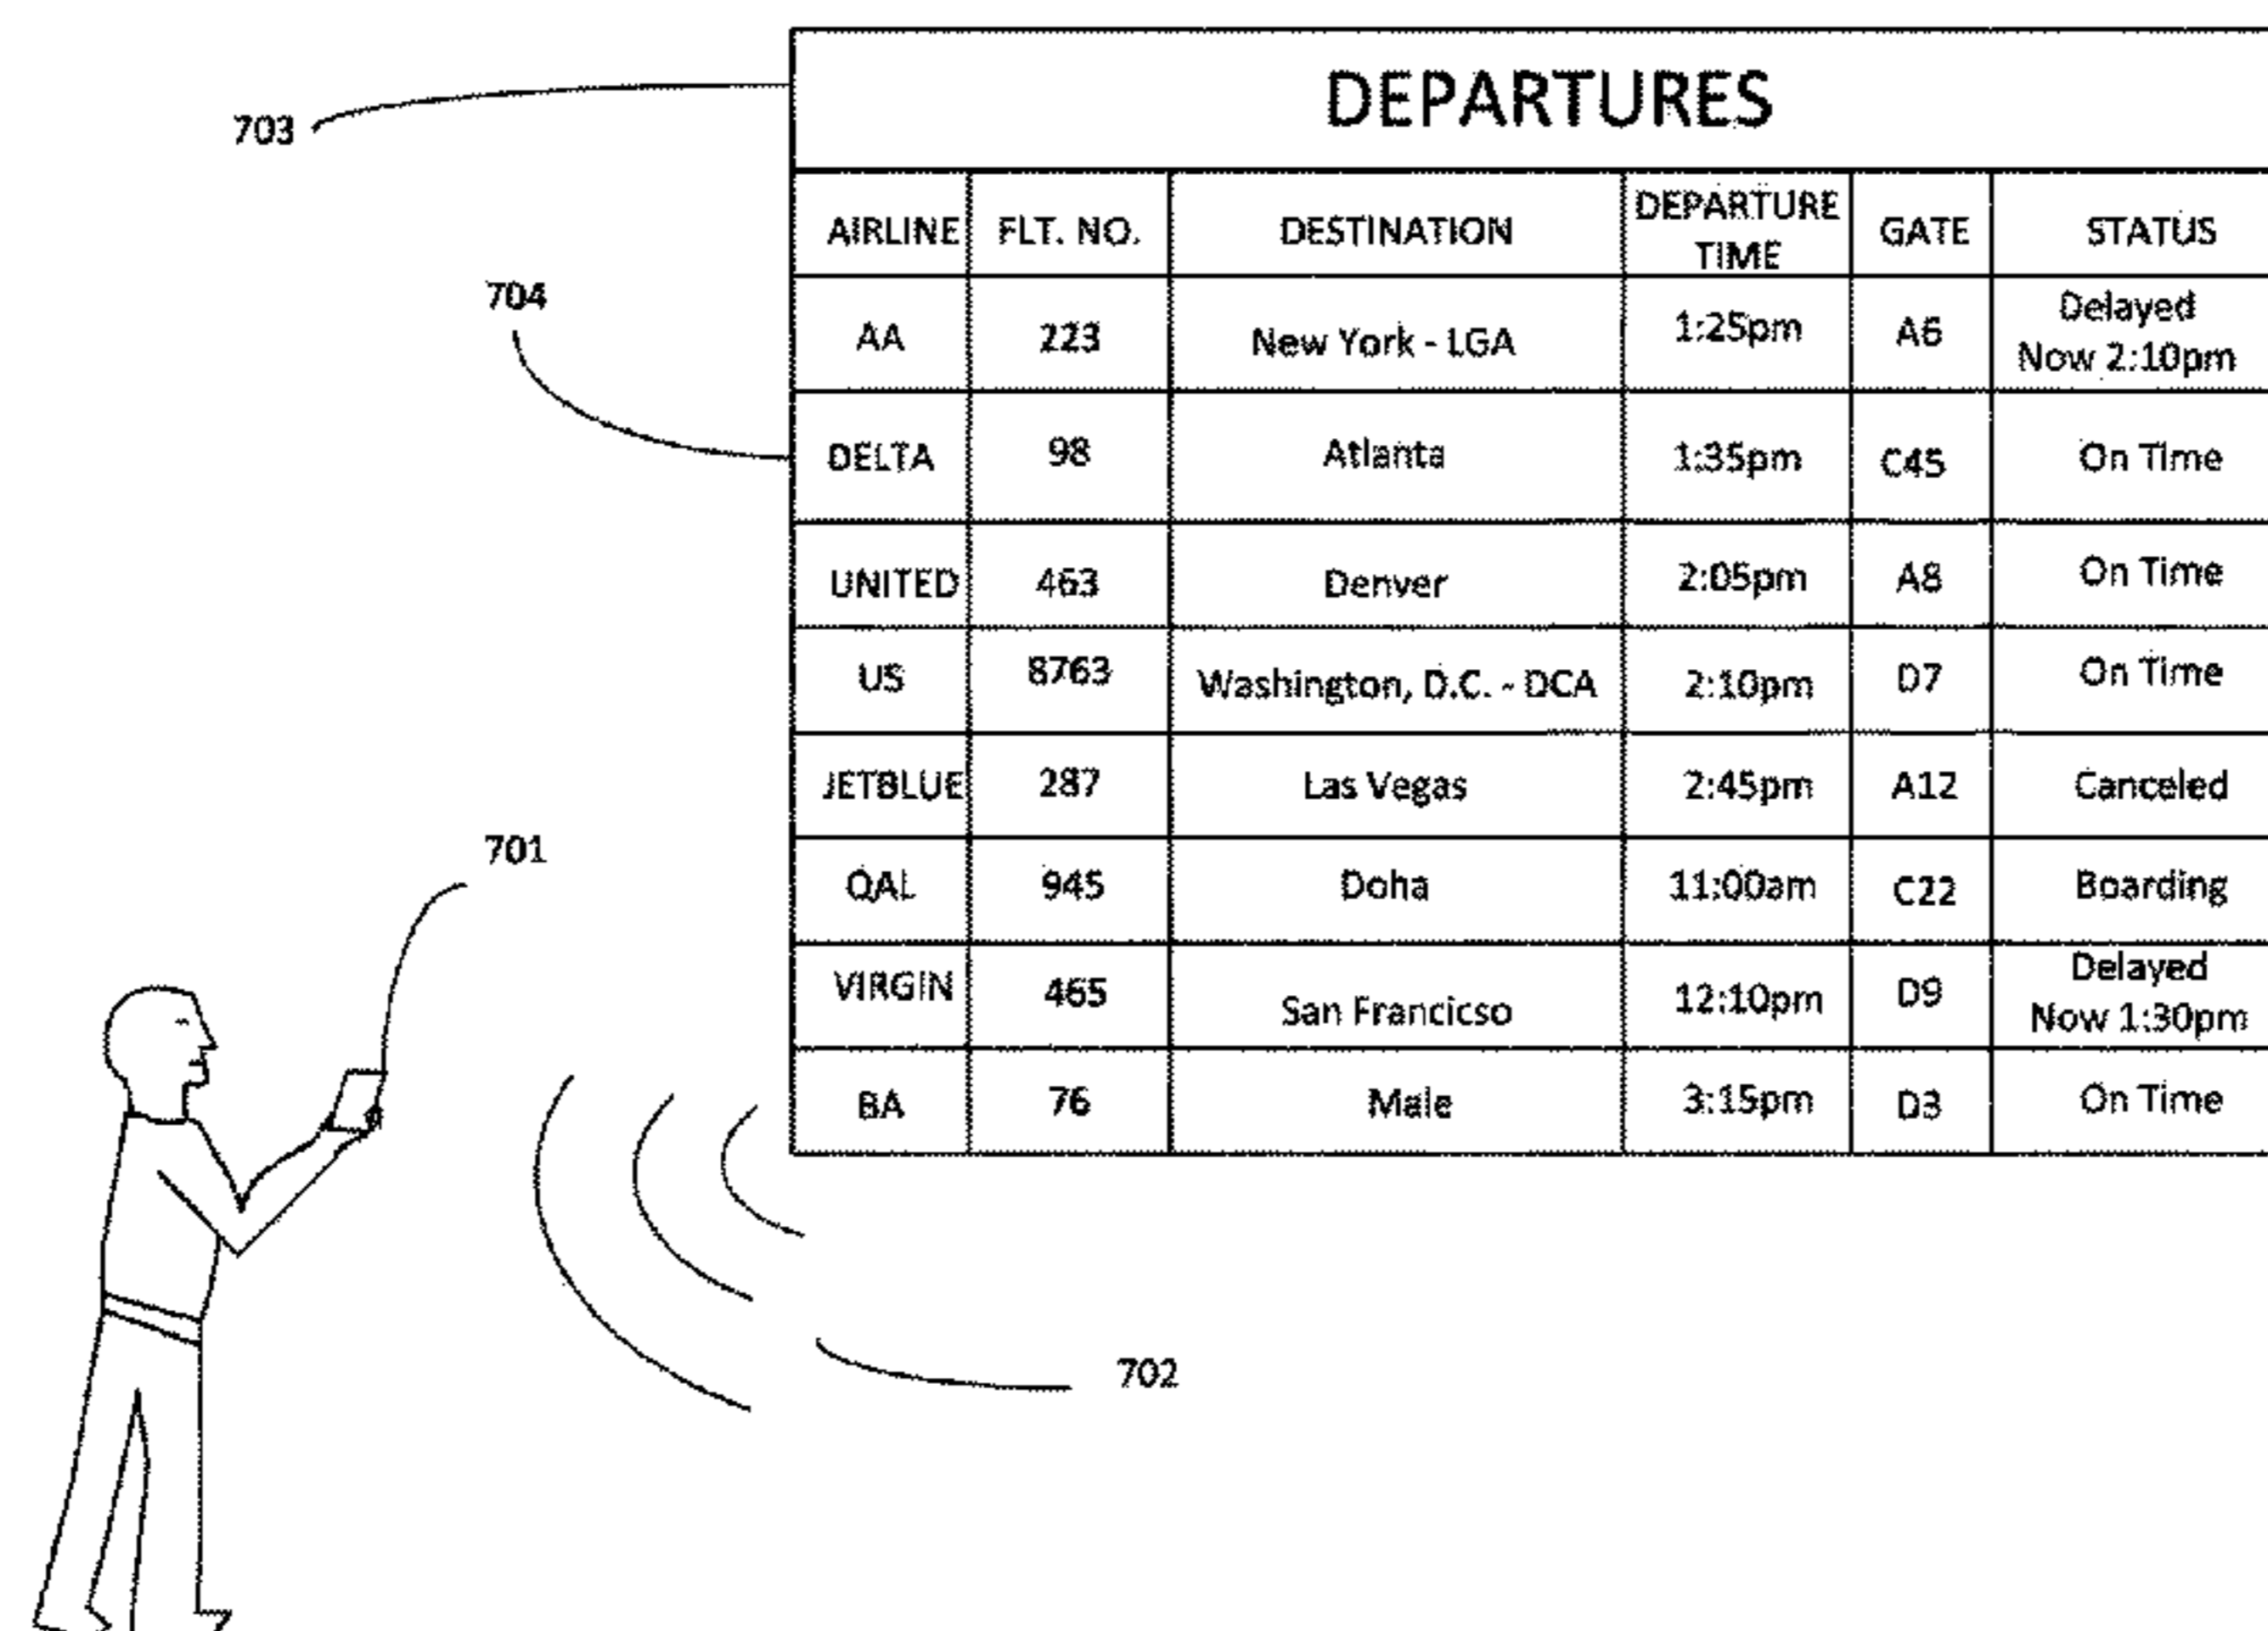 DEPARTURES
703
AIRLINE FLT. NO. DESTINATION DEPARTURE TIME GATE STATUS
704
AA 223 New York - LGA 1:25pm A6 Delayed Now 2:10pm
DELTA 98 Atlanta 1:35pm C45 On Time
UNITED 463 Denver 2:05pm A8 On Time
US 8763 Washington, D.C. - DCA 2:10pm D7 On Time
JETBLUE 287 Las Vegas 2:45pm A12 Canceled
701
QAL 945 Doha 11:00am C22 Boarding
VIRGIN 465 San Francicso 12:10pm D9 Delayed Now 1:30pm
BA 76 Male 3:15pm D3 On Time
702